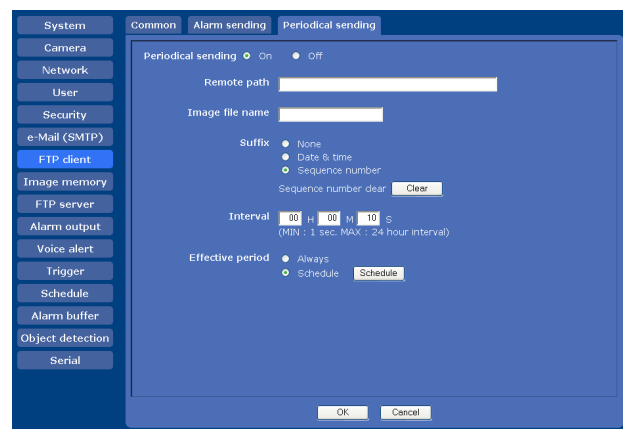 System
Camera
Network
User
Security
e-Mail (SMTP)
FTP client
Image memory
FTP server
Alarm output
Voice alert
Trigger
Schedule
Alarm buffer
Object detection
Serial
Common Alarm sending Periodical sending
Periodical sending On Off
Remote path
Image file name
Suffix None
Date & time
Sequence number
Sequence number clear Clear
Interval 00 H 00 M 10 S
(MIN : 1 sec. MAX : 24 hour interval)
Effective period Always
Schedule Schedule
OK Cancel